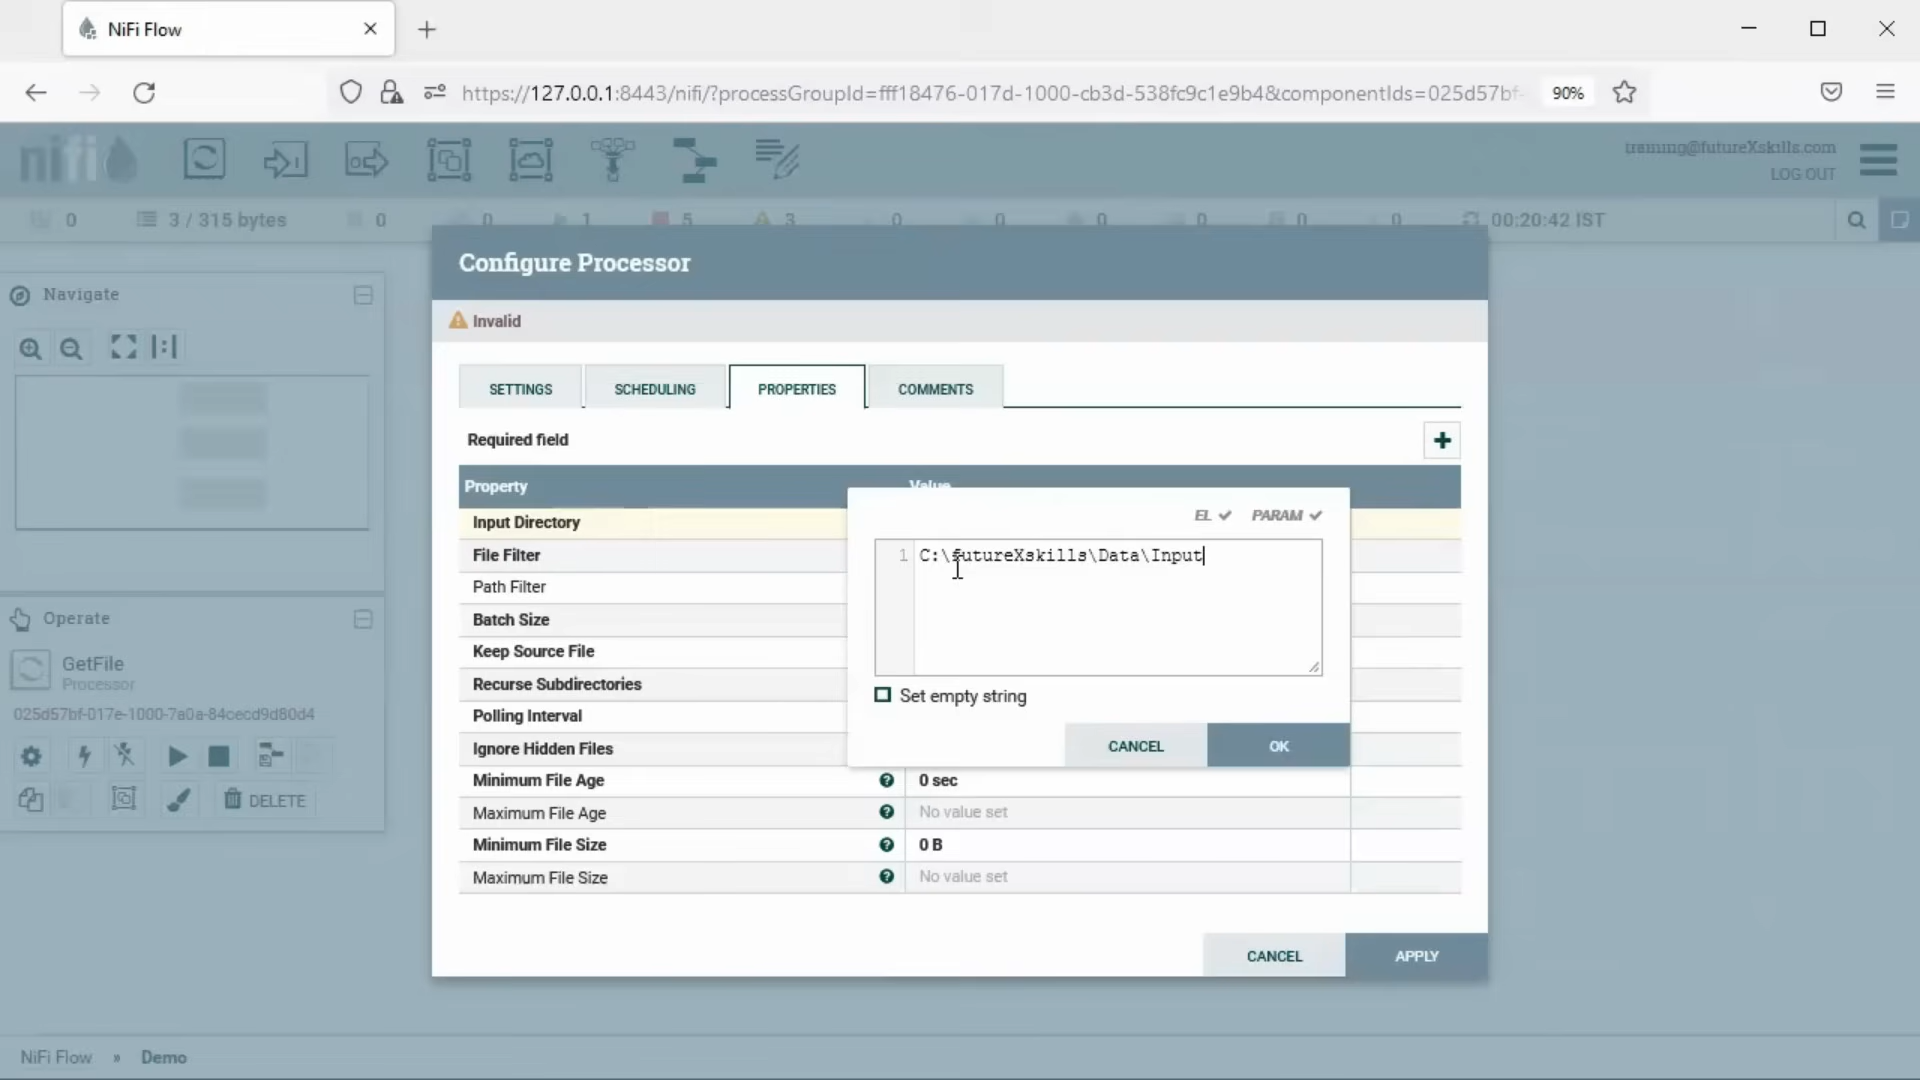 NiFi Flow
https://127.0.0.1:8443/nifi/?processGroupId=fff18476-017d-1000-cb3d-538fc9c1e9b4&componentIds=025d57bf-
90%
nifi
training@futureXskills.com
LOG OUT
0
3 / 315 bytes
0
0
1
5
3
0
0
0
0
0
0
00:20:42 IST
Configure Processor
Invalid
Navigate
SETTINGS
SCHEDULING
PROPERTIES
COMMENTS
Required field
Property
Value
EL
PARAM
Input Directory
1 C:\futureXskills\Data\Input
File Filter
Path Filter
Batch Size
Keep Source File
Recurse Subdirectories
Set empty string
Polling Interval
CANCEL
OK
Ignore Hidden Files
Minimum File Age
0 sec
Maximum File Age
No value set
Minimum File Size
0 B
Maximum File Size
No value set
CANCEL
APPLY
Operate
GetFile
Processor
025d57bf-017e-1000-7a0a-84cecd9d80d4
DELETE
NiFi Flow » Demo